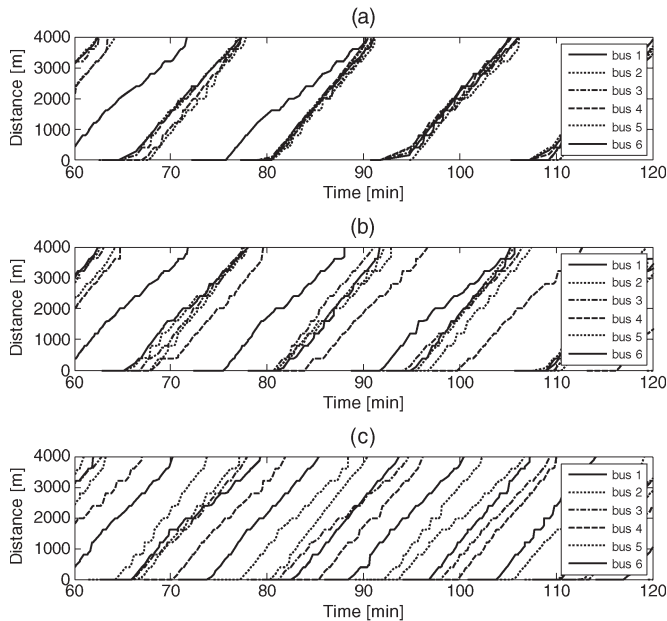 (a)
4000
3000
2000
1000
0
Distance [m]
60 70 80 90 100 110 120
Time [min]
bus 1
bus 2
bus 3
bus 4
bus 5
bus 6
(b)
4000
3000
2000
1000
0
Distance [m]
60 70 80 90 100 110 120
Time [min]
bus 1
bus 2
bus 3
bus 4
bus 5
bus 6
(c)
4000
3000
2000
1000
0
Distance [m]
60 70 80 90 100 110 120
Time [min]
bus 1
bus 2
bus 3
bus 4
bus 5
bus 6